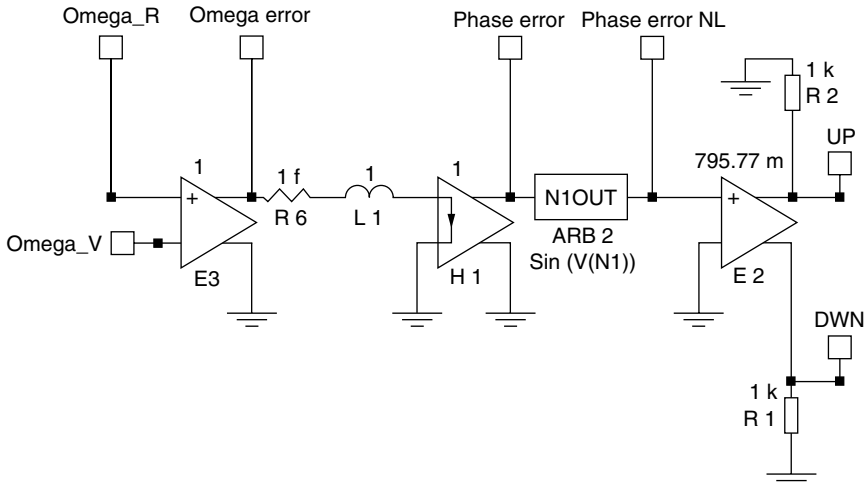 Omega_R
Omega error
Phase error
Phase error NL
1 k
R 2
UP
795.77 m
1
+
E3
Omega_V
1 f
R 6
1
L 1
1
H 1
N1OUT
ARB 2
Sin (V(N1))
+
E 2
DWN
1 k
R 1